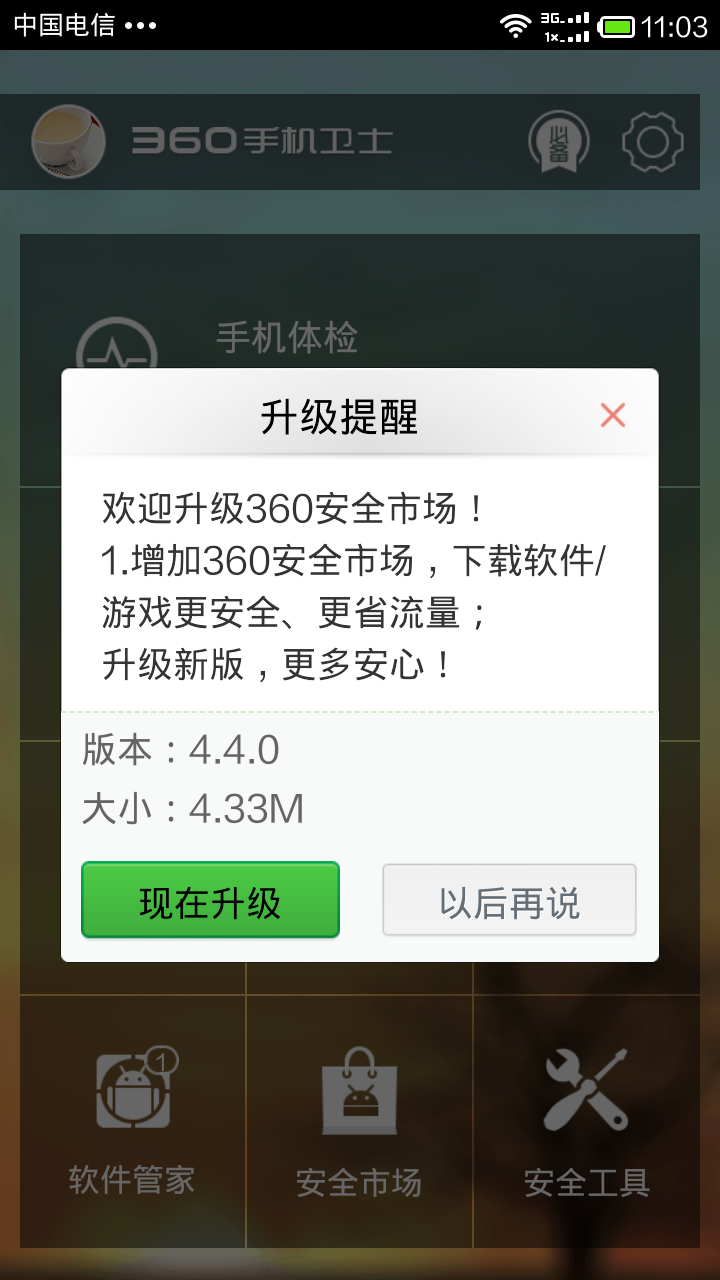 中国电信 •••
3G
1×
11:03
360手机卫士
必备
手机体检
升级提醒
欢迎升级360安全市场！
1.增加360安全市场，下载软件/
游戏更安全、更省流量；
升级新版，更多安心！
版本：4.4.0
大小：4.33M
现在升级
以后再说
1
软件管家
安全市场
安全工具